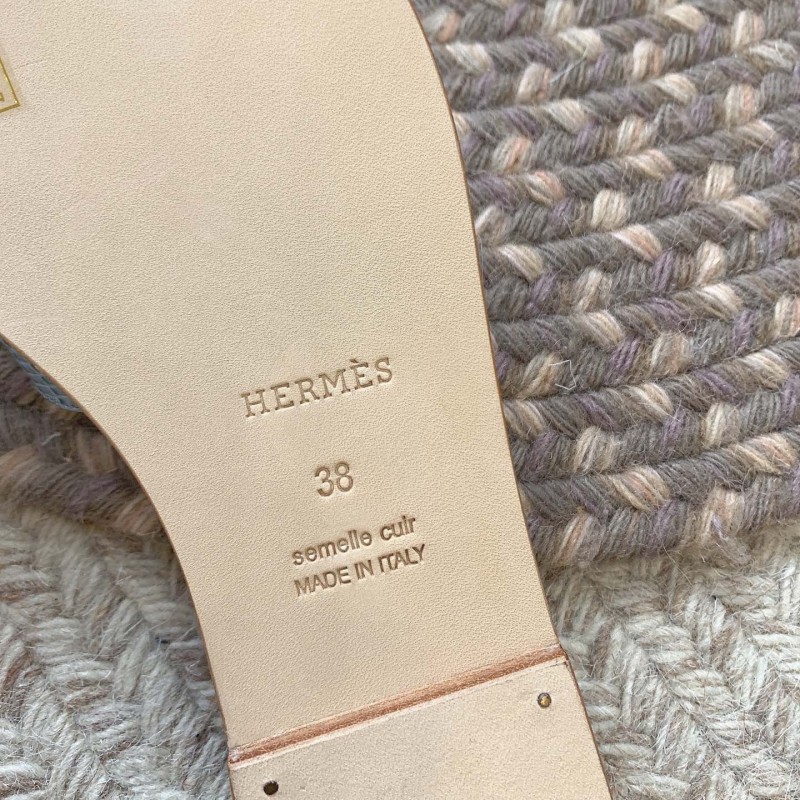 HERMÈS
38
semelle cuir
MADE IN ITALY